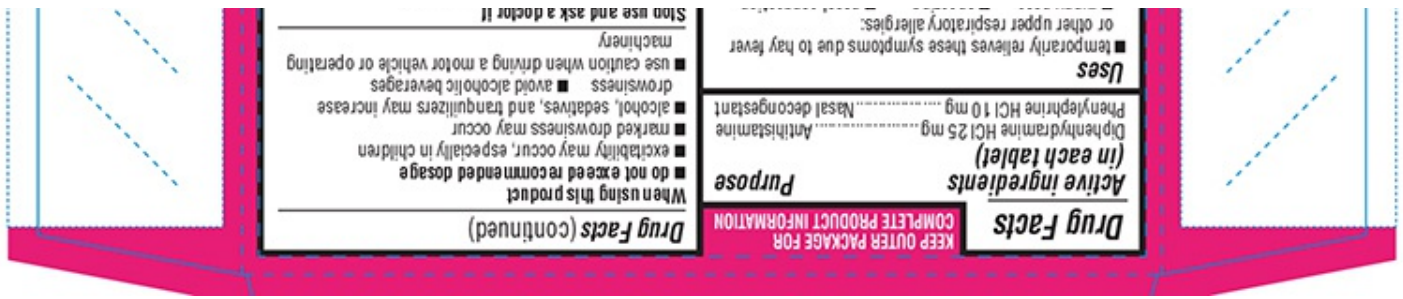 Drug Facts
KEEP OUTER PACKAGE FOR
COMPLETE PRODUCT INFORMATION
Active ingredients
(in each tablet)
Purpose
Diphenhydramine HCl 25 mg.........................Antihistamine
Phenylephrine HCl 10 mg ....................Nasal decongestant
Uses
■ temporarily relieves these symptoms due to hay fever
or other upper respiratory allergies:
Drug Facts (continued)
When using this product
■ do not exceed recommended dosage
■ excitability may occur, especially in children
■ marked drowsiness may occur
■ alcohol, sedatives, and tranquilizers may increase
drowsiness ■ avoid alcoholic beverages
■ use caution when driving a motor vehicle or operating
machinery
Stop use and ask a doctor if